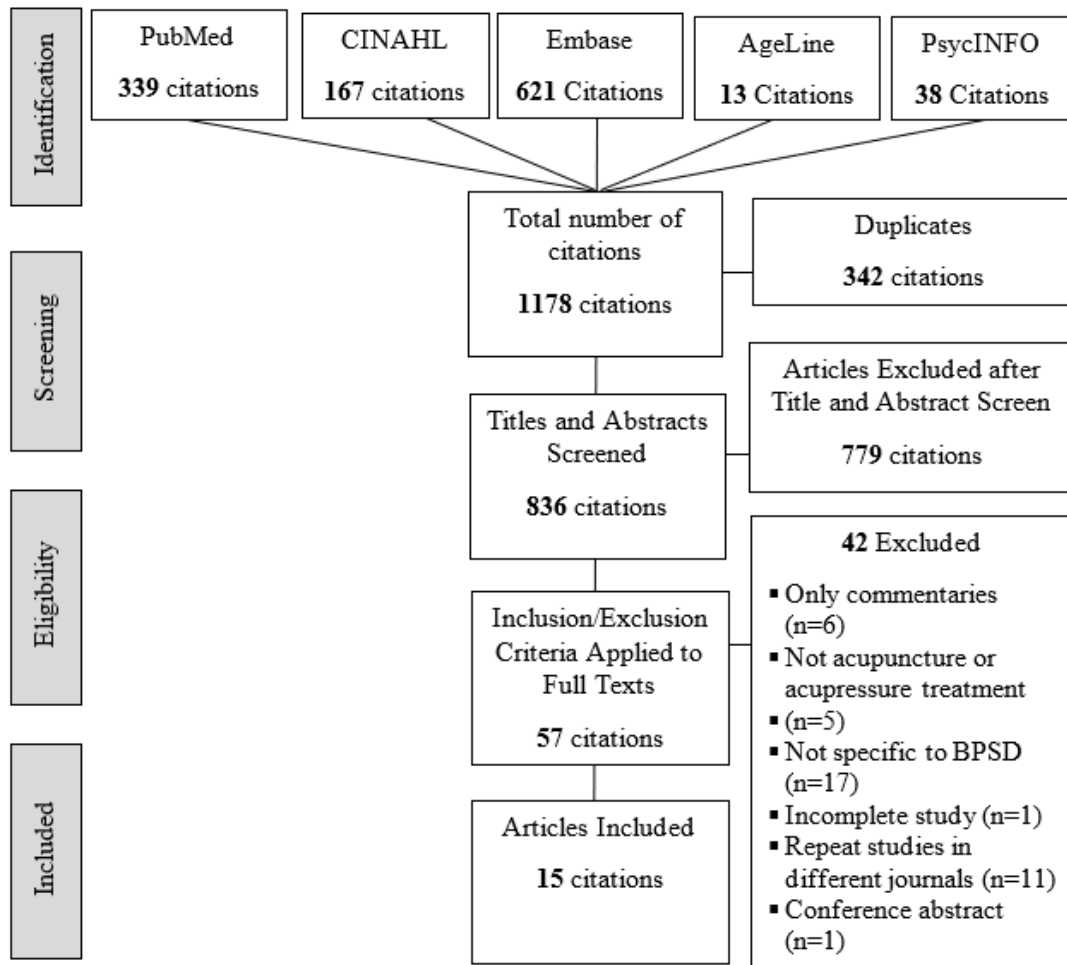 Identification
PubMed
339 citations
CINAHL
167 citations
Embase
621 Citations
AgeLine
13 Citations
PsycINFO
38 Citations
Total number of
citations
1178 citations
Duplicates
342 citations
Screening
Titles and Abstracts
Screened
836 citations
Articles Excluded after
Title and Abstract Screen
779 citations
Eligibility
Inclusion/Exclusion
Criteria Applied to
Full Texts
57 citations
42 Excluded
▪ Only commentaries
(n=6)
▪ Not acupuncture or
acupressure treatment
▪ (n=5)
▪ Not specific to BPSD
(n=17)
▪ Incomplete study (n=1)
▪ Repeat studies in
different journals (n=11)
▪ Conference abstract
(n=1)
Included
Articles Included
15 citations